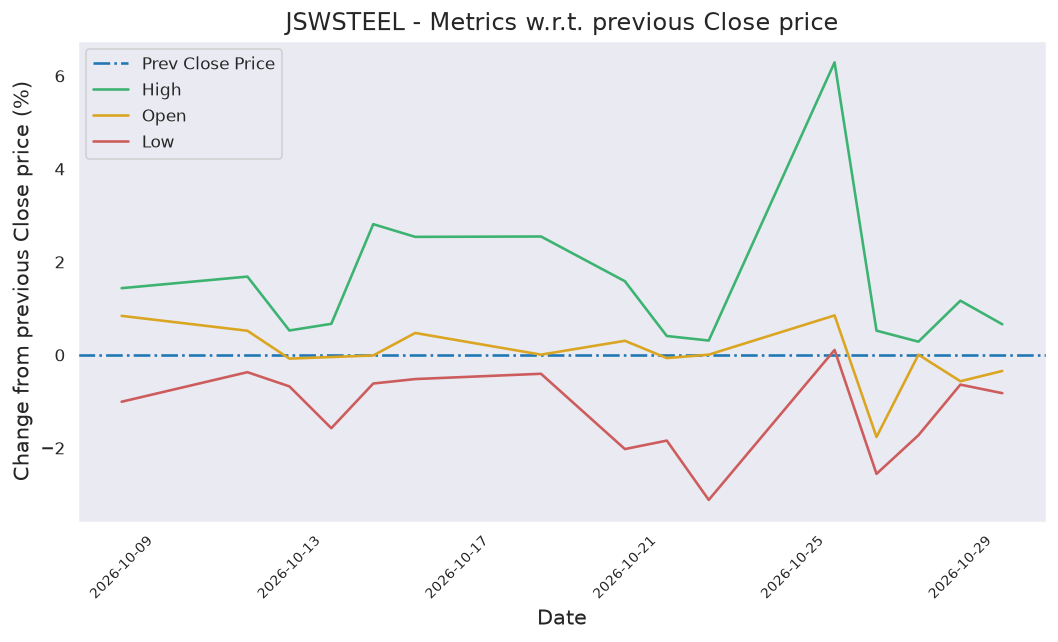 JSWSTEEL - Metrics w.r.t. previous Close price
Prev Close Price
High
Open
Low
Change from previous Close price (%)
6
4
2
0
−2
2026-10-09
2026-10-13
2026-10-17
2026-10-21
2026-10-25
2026-10-29
Date